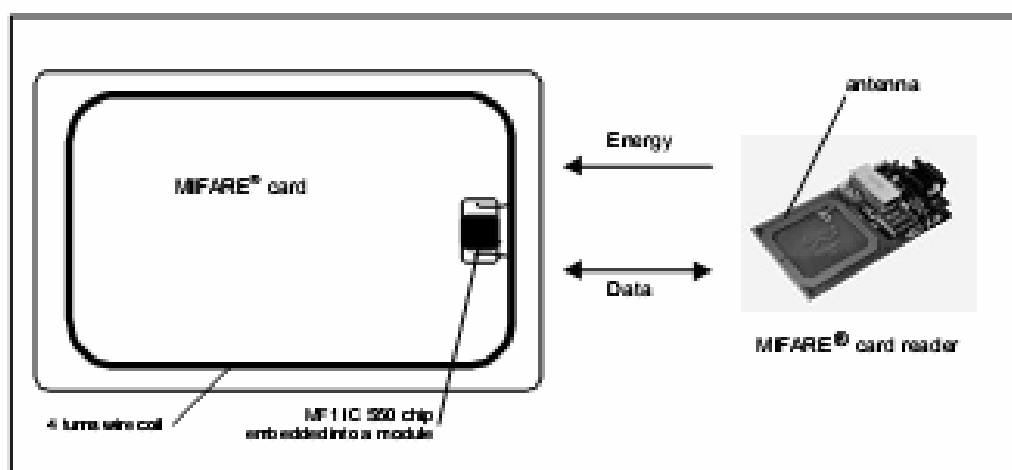 antenna
Energy
MIFARE® card
Data
MIFARE® card reader
4 turns wire coil
MF1 IC S50 chip
embedded into a module